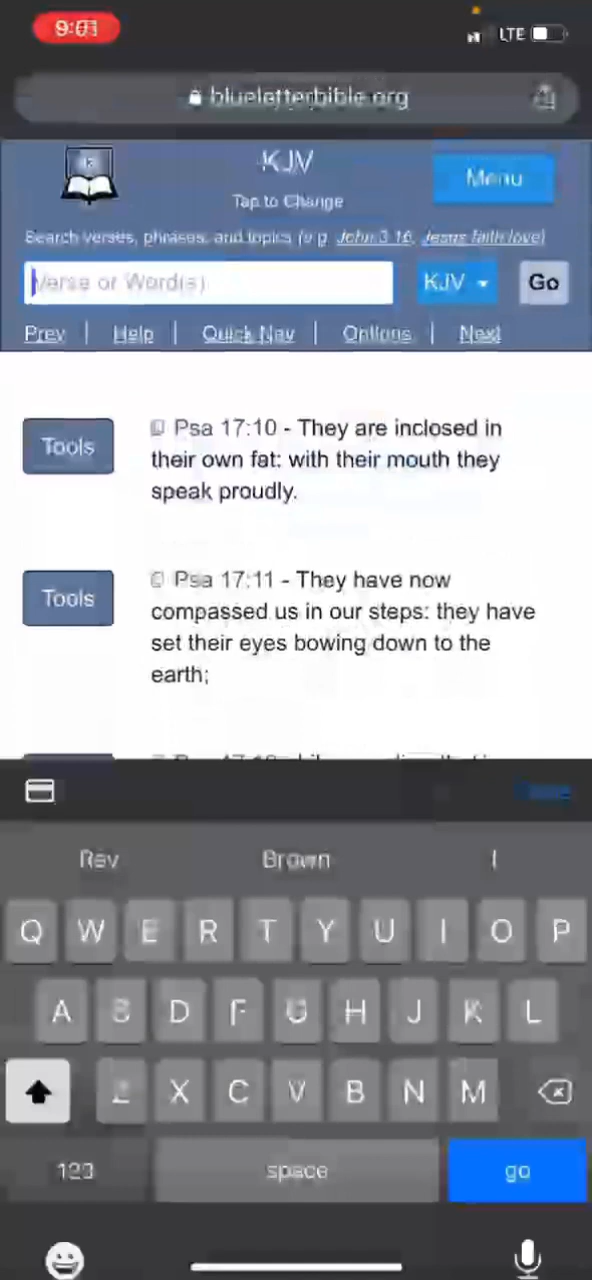 LTE
blueletterbible.org
KJV
Menu
Tap to Change
Search verses, phrases, and topics (e.g. John 3:16, Jesus faith love)
Verse or Word(s)
KJV
Go
Prev | Help | Quick Nav | Options | Next
Tools
Psa 17:10 - They are inclosed in
their own fat: with their mouth they
speak proudly.
Tools
Psa 17:11 - They have now
compassed us in our steps: they have
set their eyes bowing down to the
earth;
Rev Brown I
Q W E R T Y U I O P
A S D F G H J K L
Z X C V B N M
123 space go